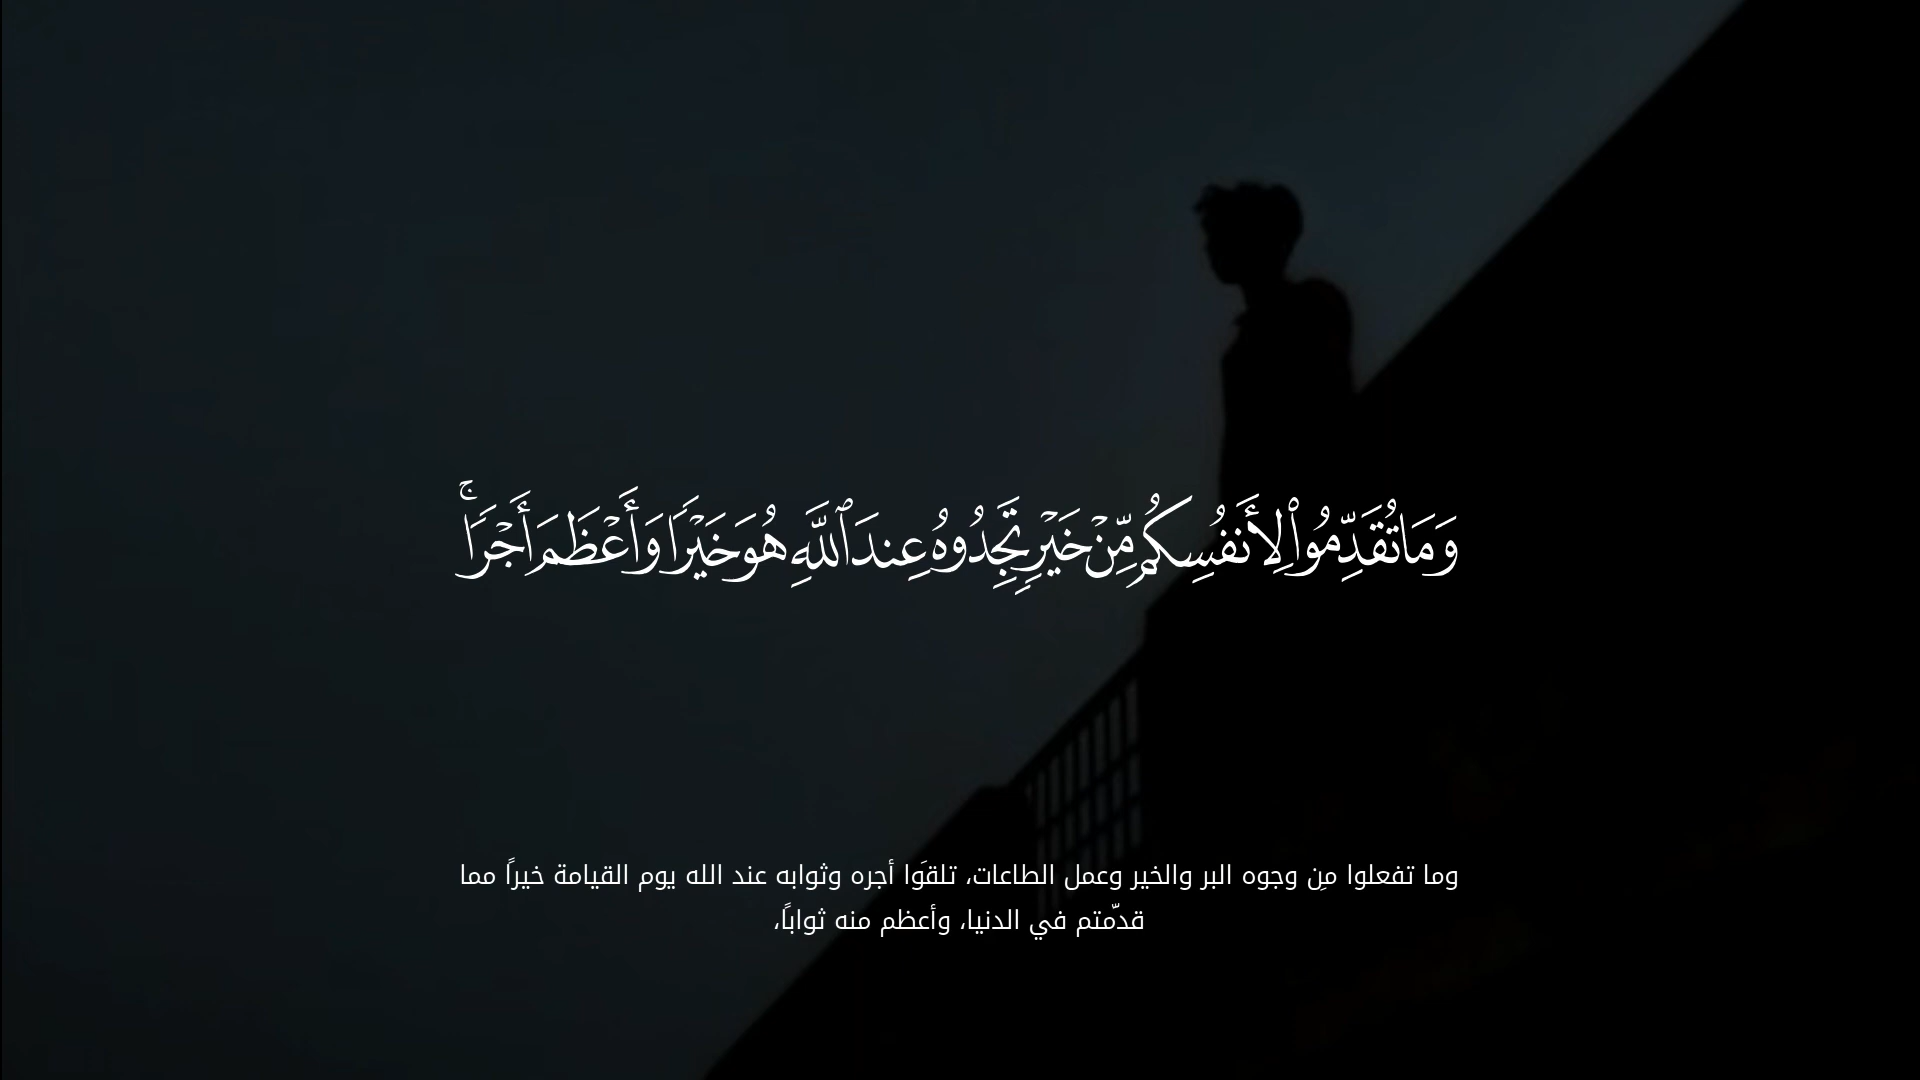 وَمَا تُقَدِّمُوا۟ لِأَنفُسِكُم مِّنْ خَيْرٍ تَجِدُوهُ عِندَ ٱللَّهِ هُوَ خَيْرًا وَأَعْظَمَ أَجْرًا ۚ
وما تفعلوا مِن وجوه البر والخير وعمل الطاعات، تلقَوا أجره وثوابه عند الله يوم القيامة خيراً مما
قدّمتم في الدنيا، وأعظم منه ثواباً،